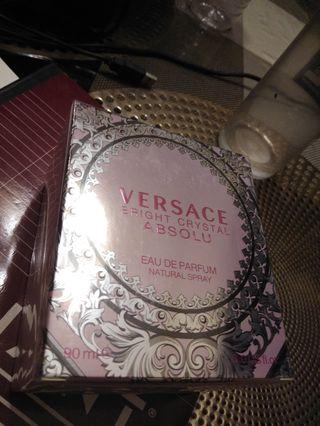 VERSACE
BRIGHT CRYSTAL
ABSOLU
EAU DE PARFUM
NATURAL SPRAY
90 ml ℮